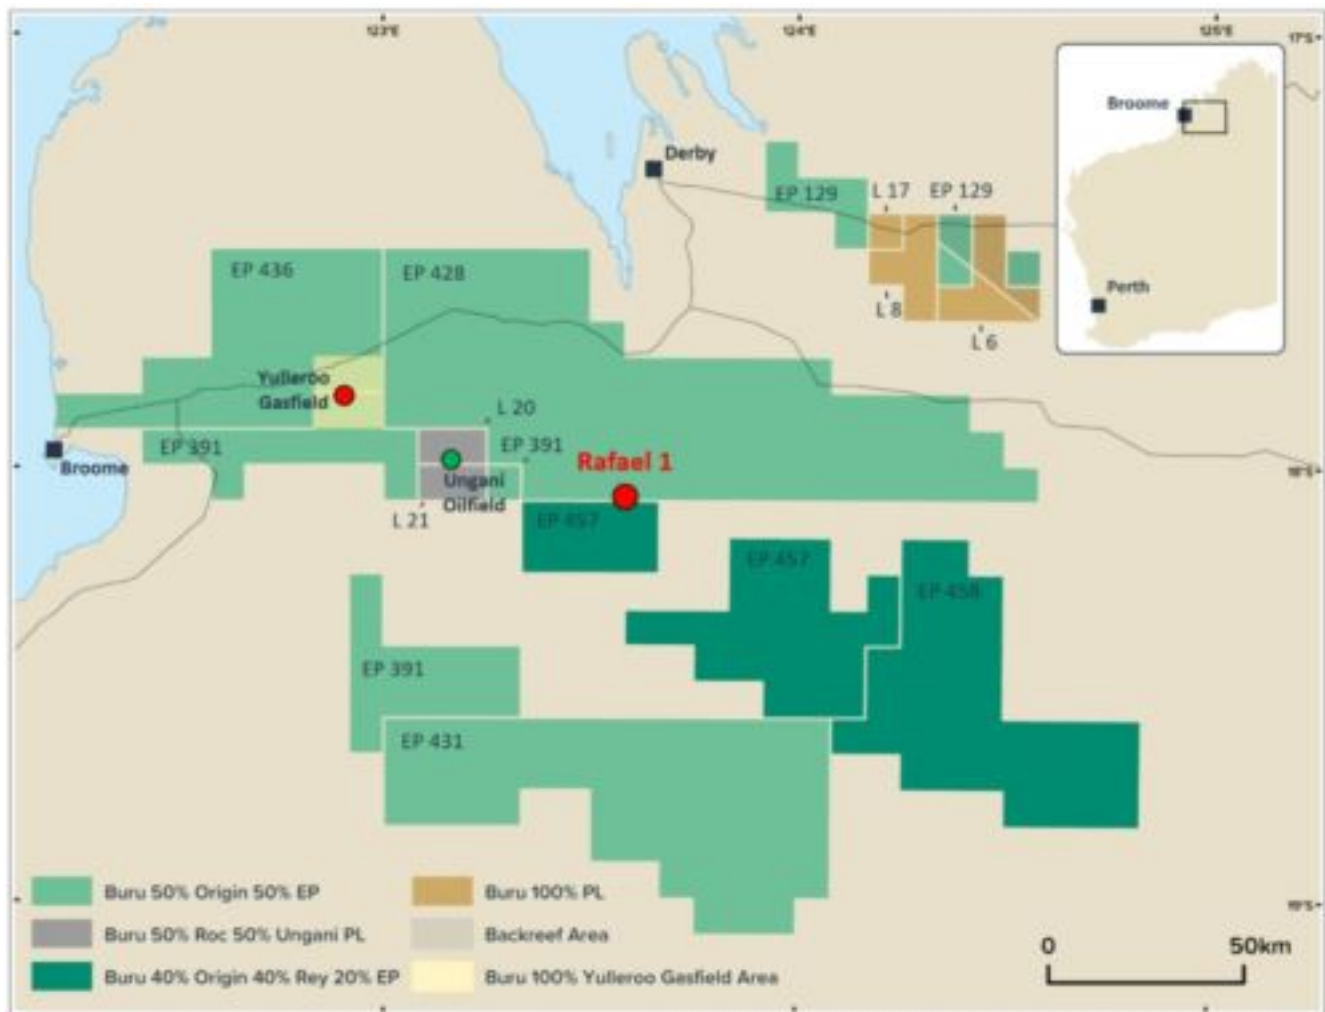 123°E
124°E
125°E
17°S
Broome
Perth
Derby
EP 129
L 17
EP 129
L 8
L 6
EP 436
EP 428
Yulleroo
Gasfield
L 20
EP 391
EP 391
Broome
Rafael 1
18°E
Ungani
Oilfield
L 21
EP 457
EP 457
EP 458
EP 391
EP 431
Buru 50% Origin 50% EP
Buru 100% PL
Buru 50% Roc 50% Ungani PL
Backreef Area
Buru 40% Origin 40% Rey 20% EP
Buru 100% Yulleroo Gasfield Area
19°S
0
50km